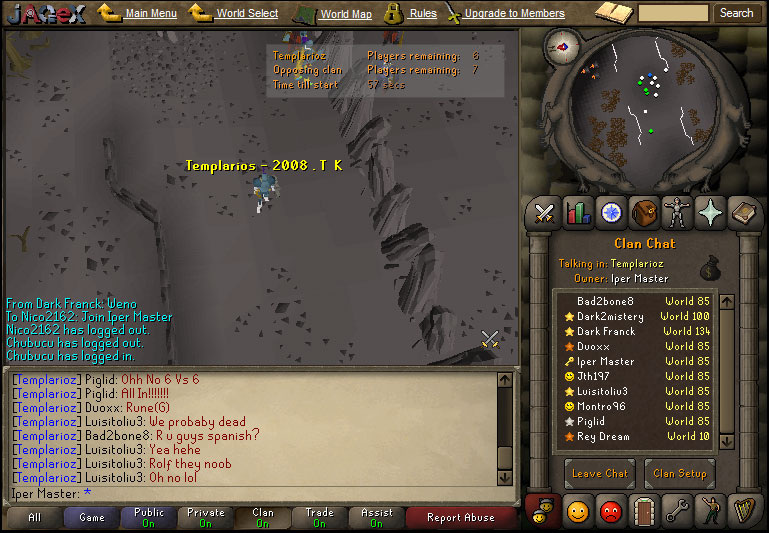 JAGEX Main Menu World Select World Map Rules Upgrade to Members Search
Templarioz Players remaining: 6
Opposing clan Players remaining: 7
Time till start 57 secs
Templarios - 2008 .T K
From Dark Franck: Weno
To Nico2162: Join Iper Master
Nico2162 has logged out.
Chubucu has logged out.
Chubucu has logged in.
[Templarioz] Piglid: Ohh No 6 Vs 6
[Templarioz] Piglid: All In!!!!!!!
[Templarioz] Duoxx: Rune(G)
[Templarioz] Luisitoliu3: We probaby dead
[Templarioz] Bad2bone8: R u guys spanish?
[Templarioz] Luisitoliu3: Yea hehe
[Templarioz] Luisitoliu3: Rolf they noob
[Templarioz] Luisitoliu3: Oh no lol
Iper Master: *
All Game Public On Private On Clan On Trade On Assist On Report Abuse
Clan Chat
Talking in: Templarioz
Owner: Iper Master
Bad2bone8 World 85
Dark2mistery World 100
Dark Franck World 134
Duoxx World 85
Iper Master World 85
Jth197 World 85
Luisitoliu3 World 85
Montro96 World 85
Piglid World 85
Rey Dream World 10
Leave Chat Clan Setup